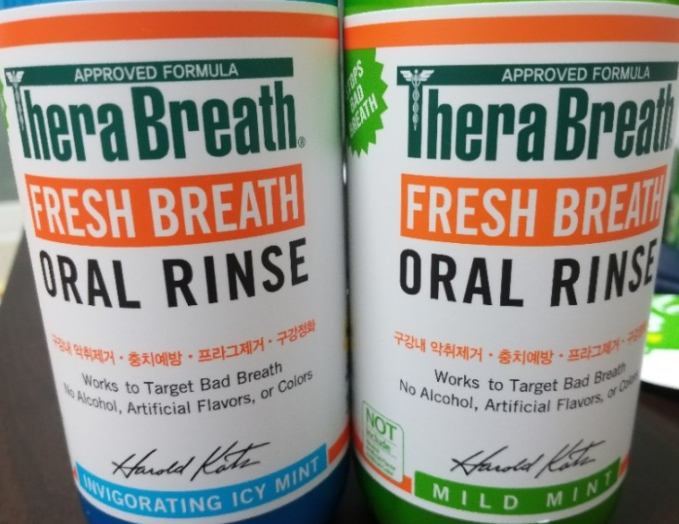 APPROVED FORMULA
TheraBreath®
FRESH BREATH
ORAL RINSE
구강내 악취제거 · 충치예방 · 프라그제거 · 구강정화
Works to Target Bad Breath
No Alcohol, Artificial Flavors, or Colors
Harold Katz
INVIGORATING ICY MINT
BAD
BREATH
APPROVED FORMULA
TheraBreath
FRESH BREATH
ORAL RINSE
구강내 악취제거 · 충치예방 · 프라그제거 ·
Works to Target Bad Breath
No Alcohol, Artificial Flavors, or
NOT
Harold Katz
MILD MINT